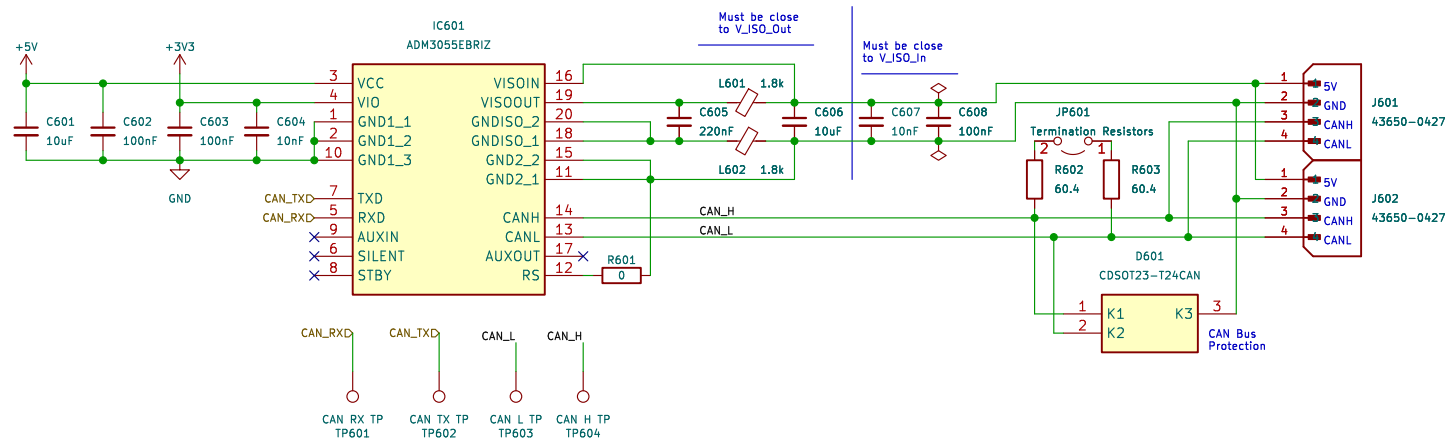 +5V
+3V3
C601
10uF
C602
100nF
C603
100nF
C604
10nF
GND
IC601
ADM3055EBRIZ
3 VCC
4 VIO
1 GND1_1
2 GND1_2
10 GND1_3
CAN_TX 7 TXD
CAN_RX 5 RXD
9 AUXIN
6 SILENT
8 STBY
VISOIN 16
VISOOUT 19
GNDISO_2 20
GNDISO_1 18
GND2_2 15
GND2_1 11
CANH 14
CANL 13
AUXOUT 17
RS 12
R601
0
CAN_H
CAN_L
Must be close
to V_ISO_Out
Must be close
to V_ISO_In
L601 1.8k
C605
220nF
L602 1.8k
C606
10uF
C607
10nF
C608
100nF
JP601
Termination Resistors
2 1
R602
60.4
R603
60.4
D601
CDSOT23-T24CAN
1 K1
2 K2
K3 3
CAN Bus
Protection
J601
43650-0427
1 5V
2 GND
3 CANH
4 CANL
J602
43650-0427
1 5V
2 GND
3 CANH
4 CANL
CAN_RX
CAN_TX
CAN_L
CAN_H
CAN RX TP
TP601
CAN TX TP
TP602
CAN L TP
TP603
CAN H TP
TP604